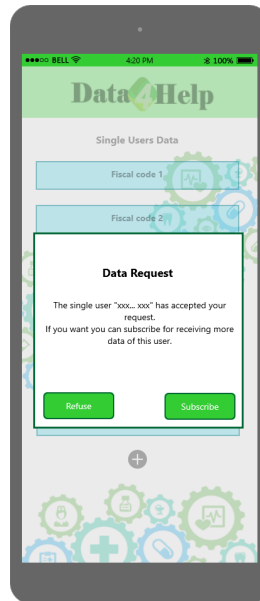 BELL 4:20 PM 100%
Data4Help
Single Users Data
Fiscal code 1
Fiscal code 2
Data Request
The single user "xxx... xxx" has accepted your
request.
If you want you can subscribe for receiving more
data of this user.
Refuse Subscribe